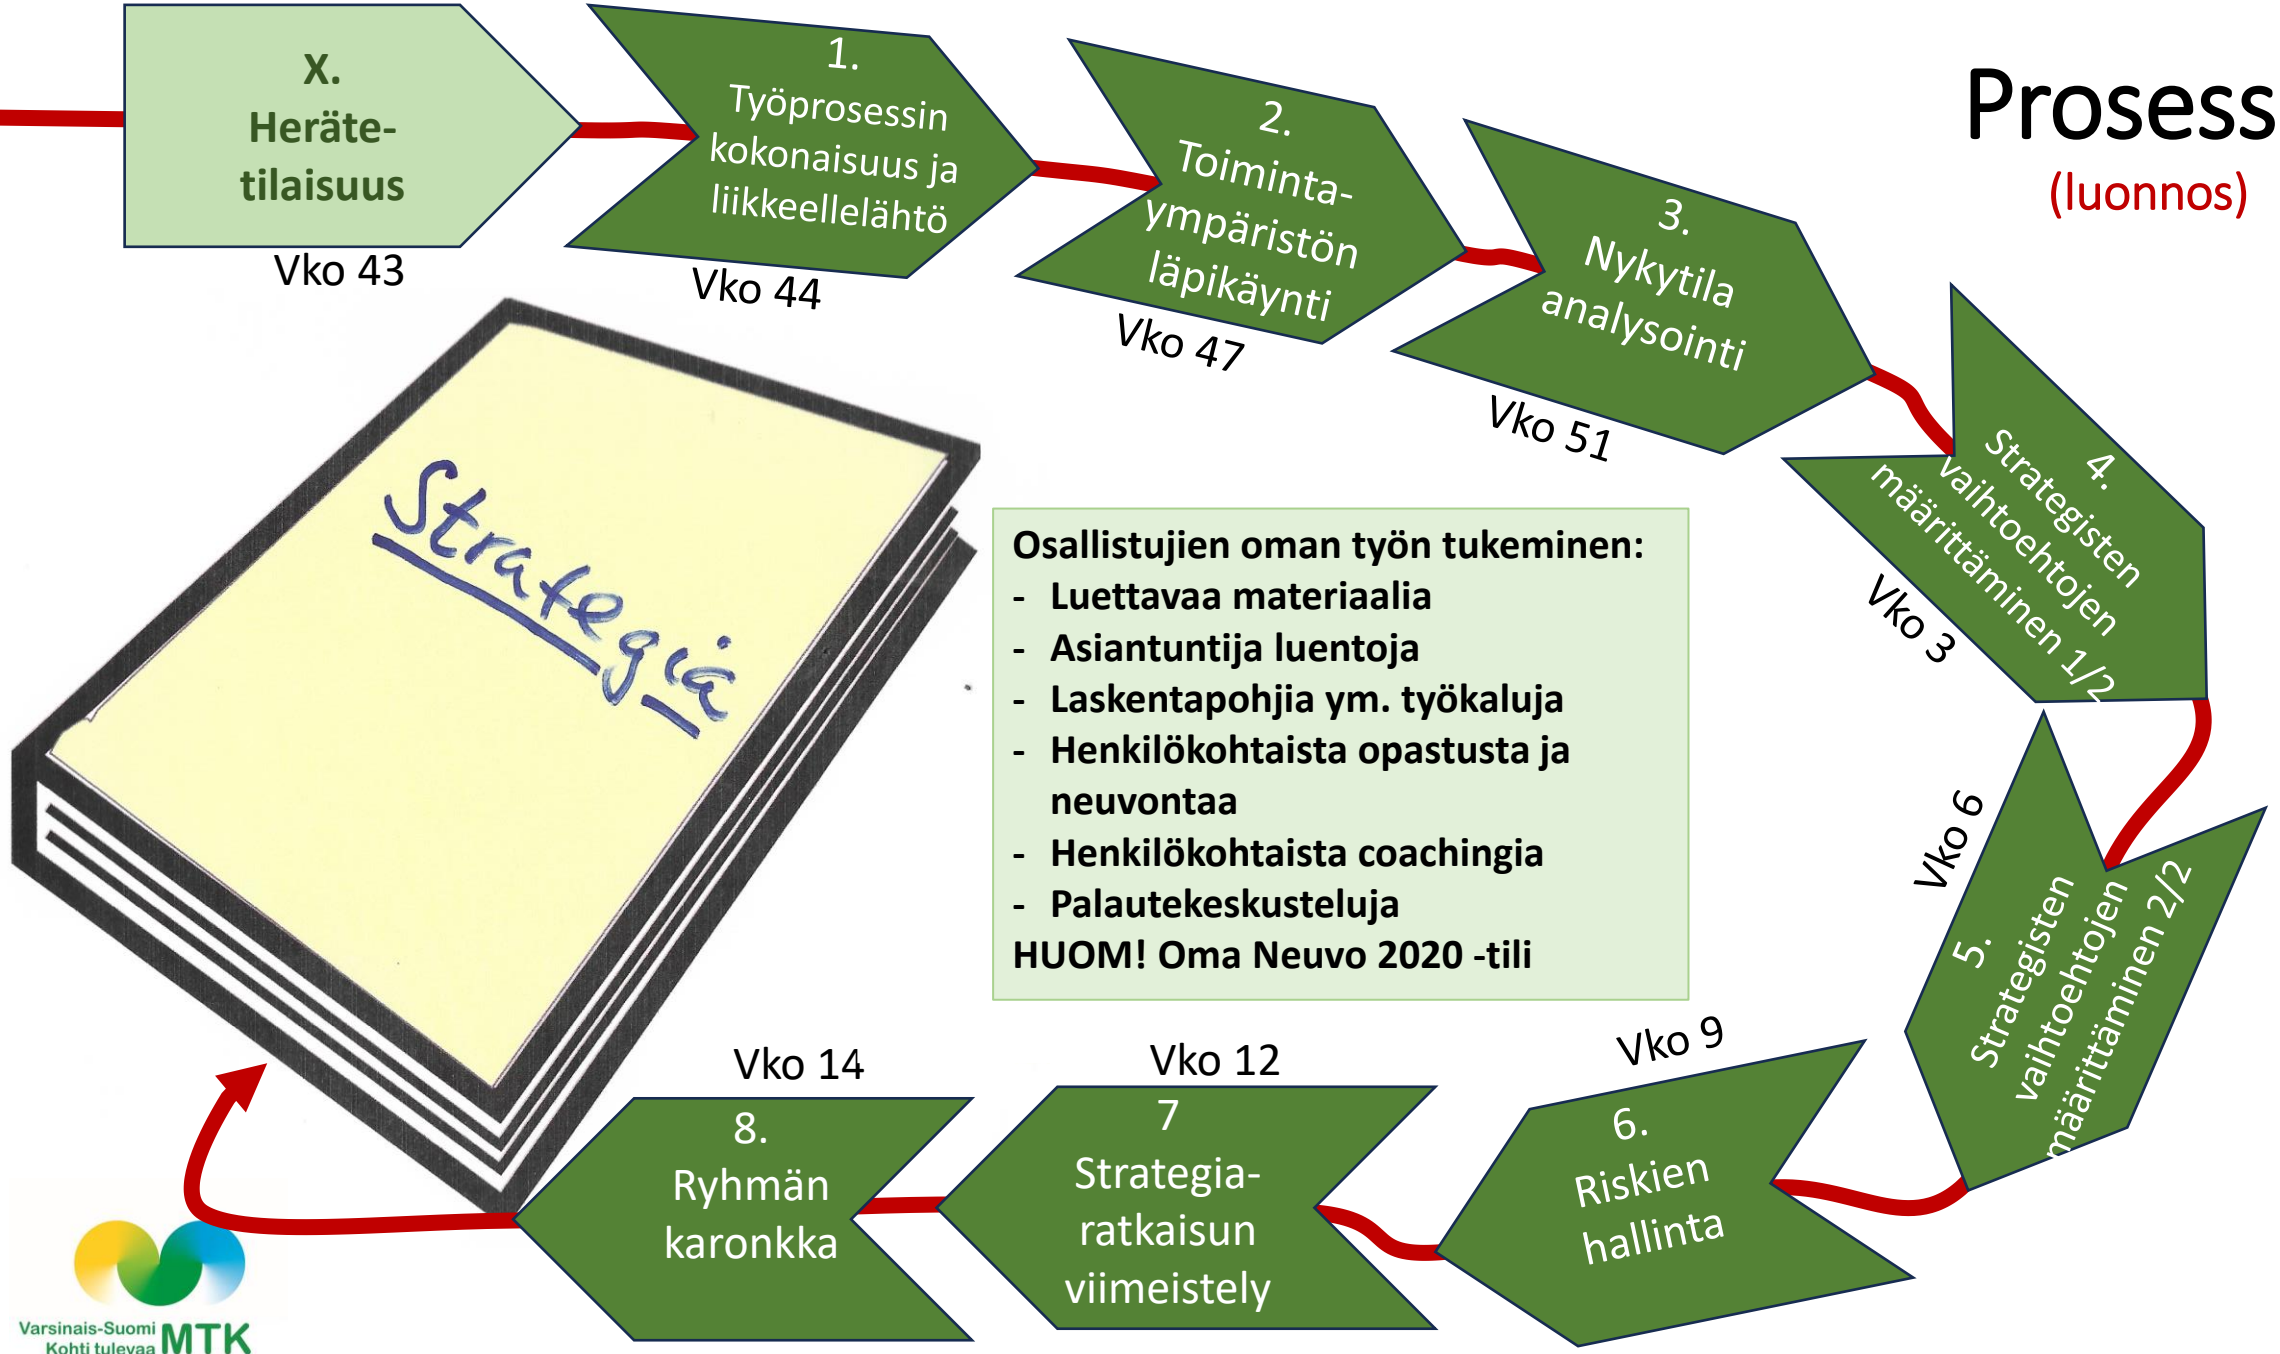 Prosess
(luonnos)
X.
Heräte-
tilaisuus
Vko 43
1.
Työprosessin
kokonaisuus ja
liikkeellelähtö
Vko 44
2.
Toiminta-
ympäristön
läpikäynti
Vko 47
3.
Nykytila
analysointi
Vko 51
4.
Strategisten
vaihtoehtojen
määrittäminen 1/2
Vko 3
5.
Strategisten
vaihtoehtojen
määrittäminen 2/2
Vko 6
6.
Riskien
hallinta
Vko 9
7
Strategia-
ratkaisun
viimeistely
Vko 12
8.
Ryhmän
karonkka
Vko 14
Strategia
Osallistujien oman työn tukeminen:
- Luettavaa materiaalia
- Asiantuntija luentoja
- Laskentapohjia ym. työkaluja
- Henkilökohtaista opastusta ja
neuvontaa
- Henkilökohtaista coachingia
- Palautekeskusteluja
HUOM! Oma Neuvo 2020 -tili
Varsinais-Suomi
Kohti tulevaa MTK